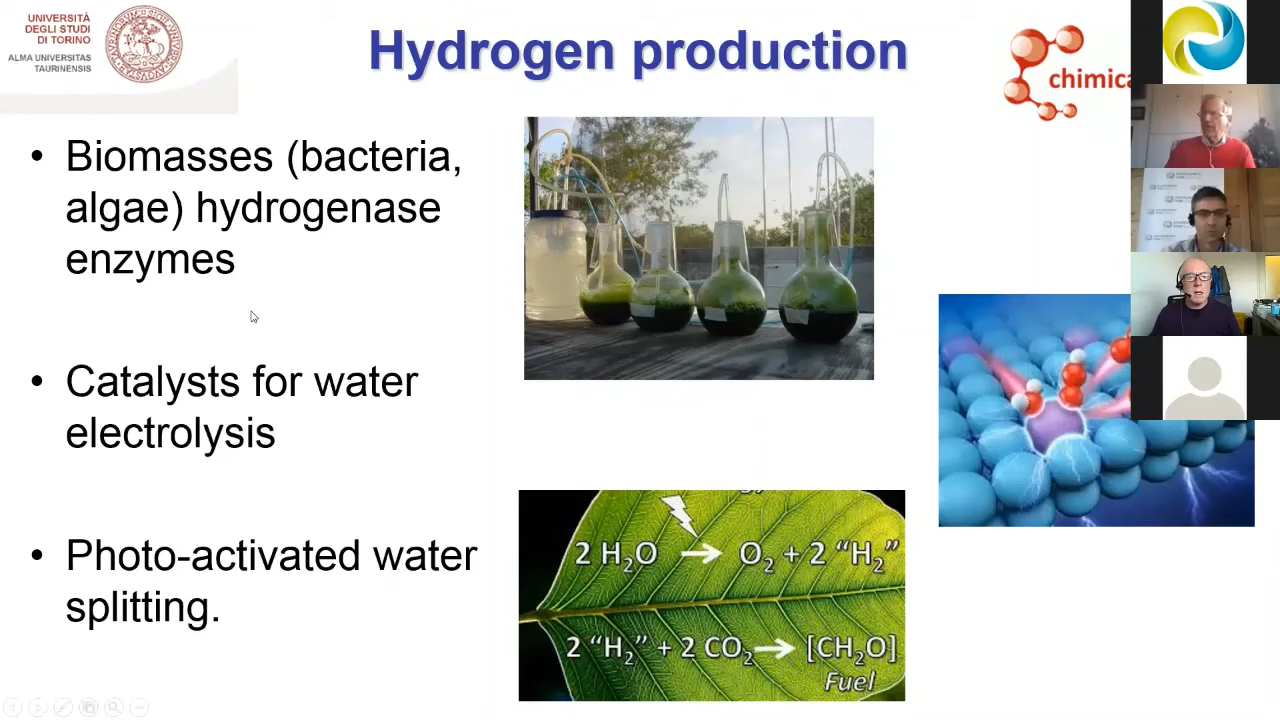 UNIVERSITÀ
DEGLI STUDI
DI TORINO
ALMA UNIVERSITAS
TAURINENSIS
Hydrogen production
chimica
• Biomasses (bacteria,
algae) hydrogenase
enzymes
• Catalysts for water
electrolysis
• Photo-activated water
splitting.
2 H₂O → O₂ + 2 “H₂”
2 “H₂” + 2 CO₂ → [CH₂O]
Fuel